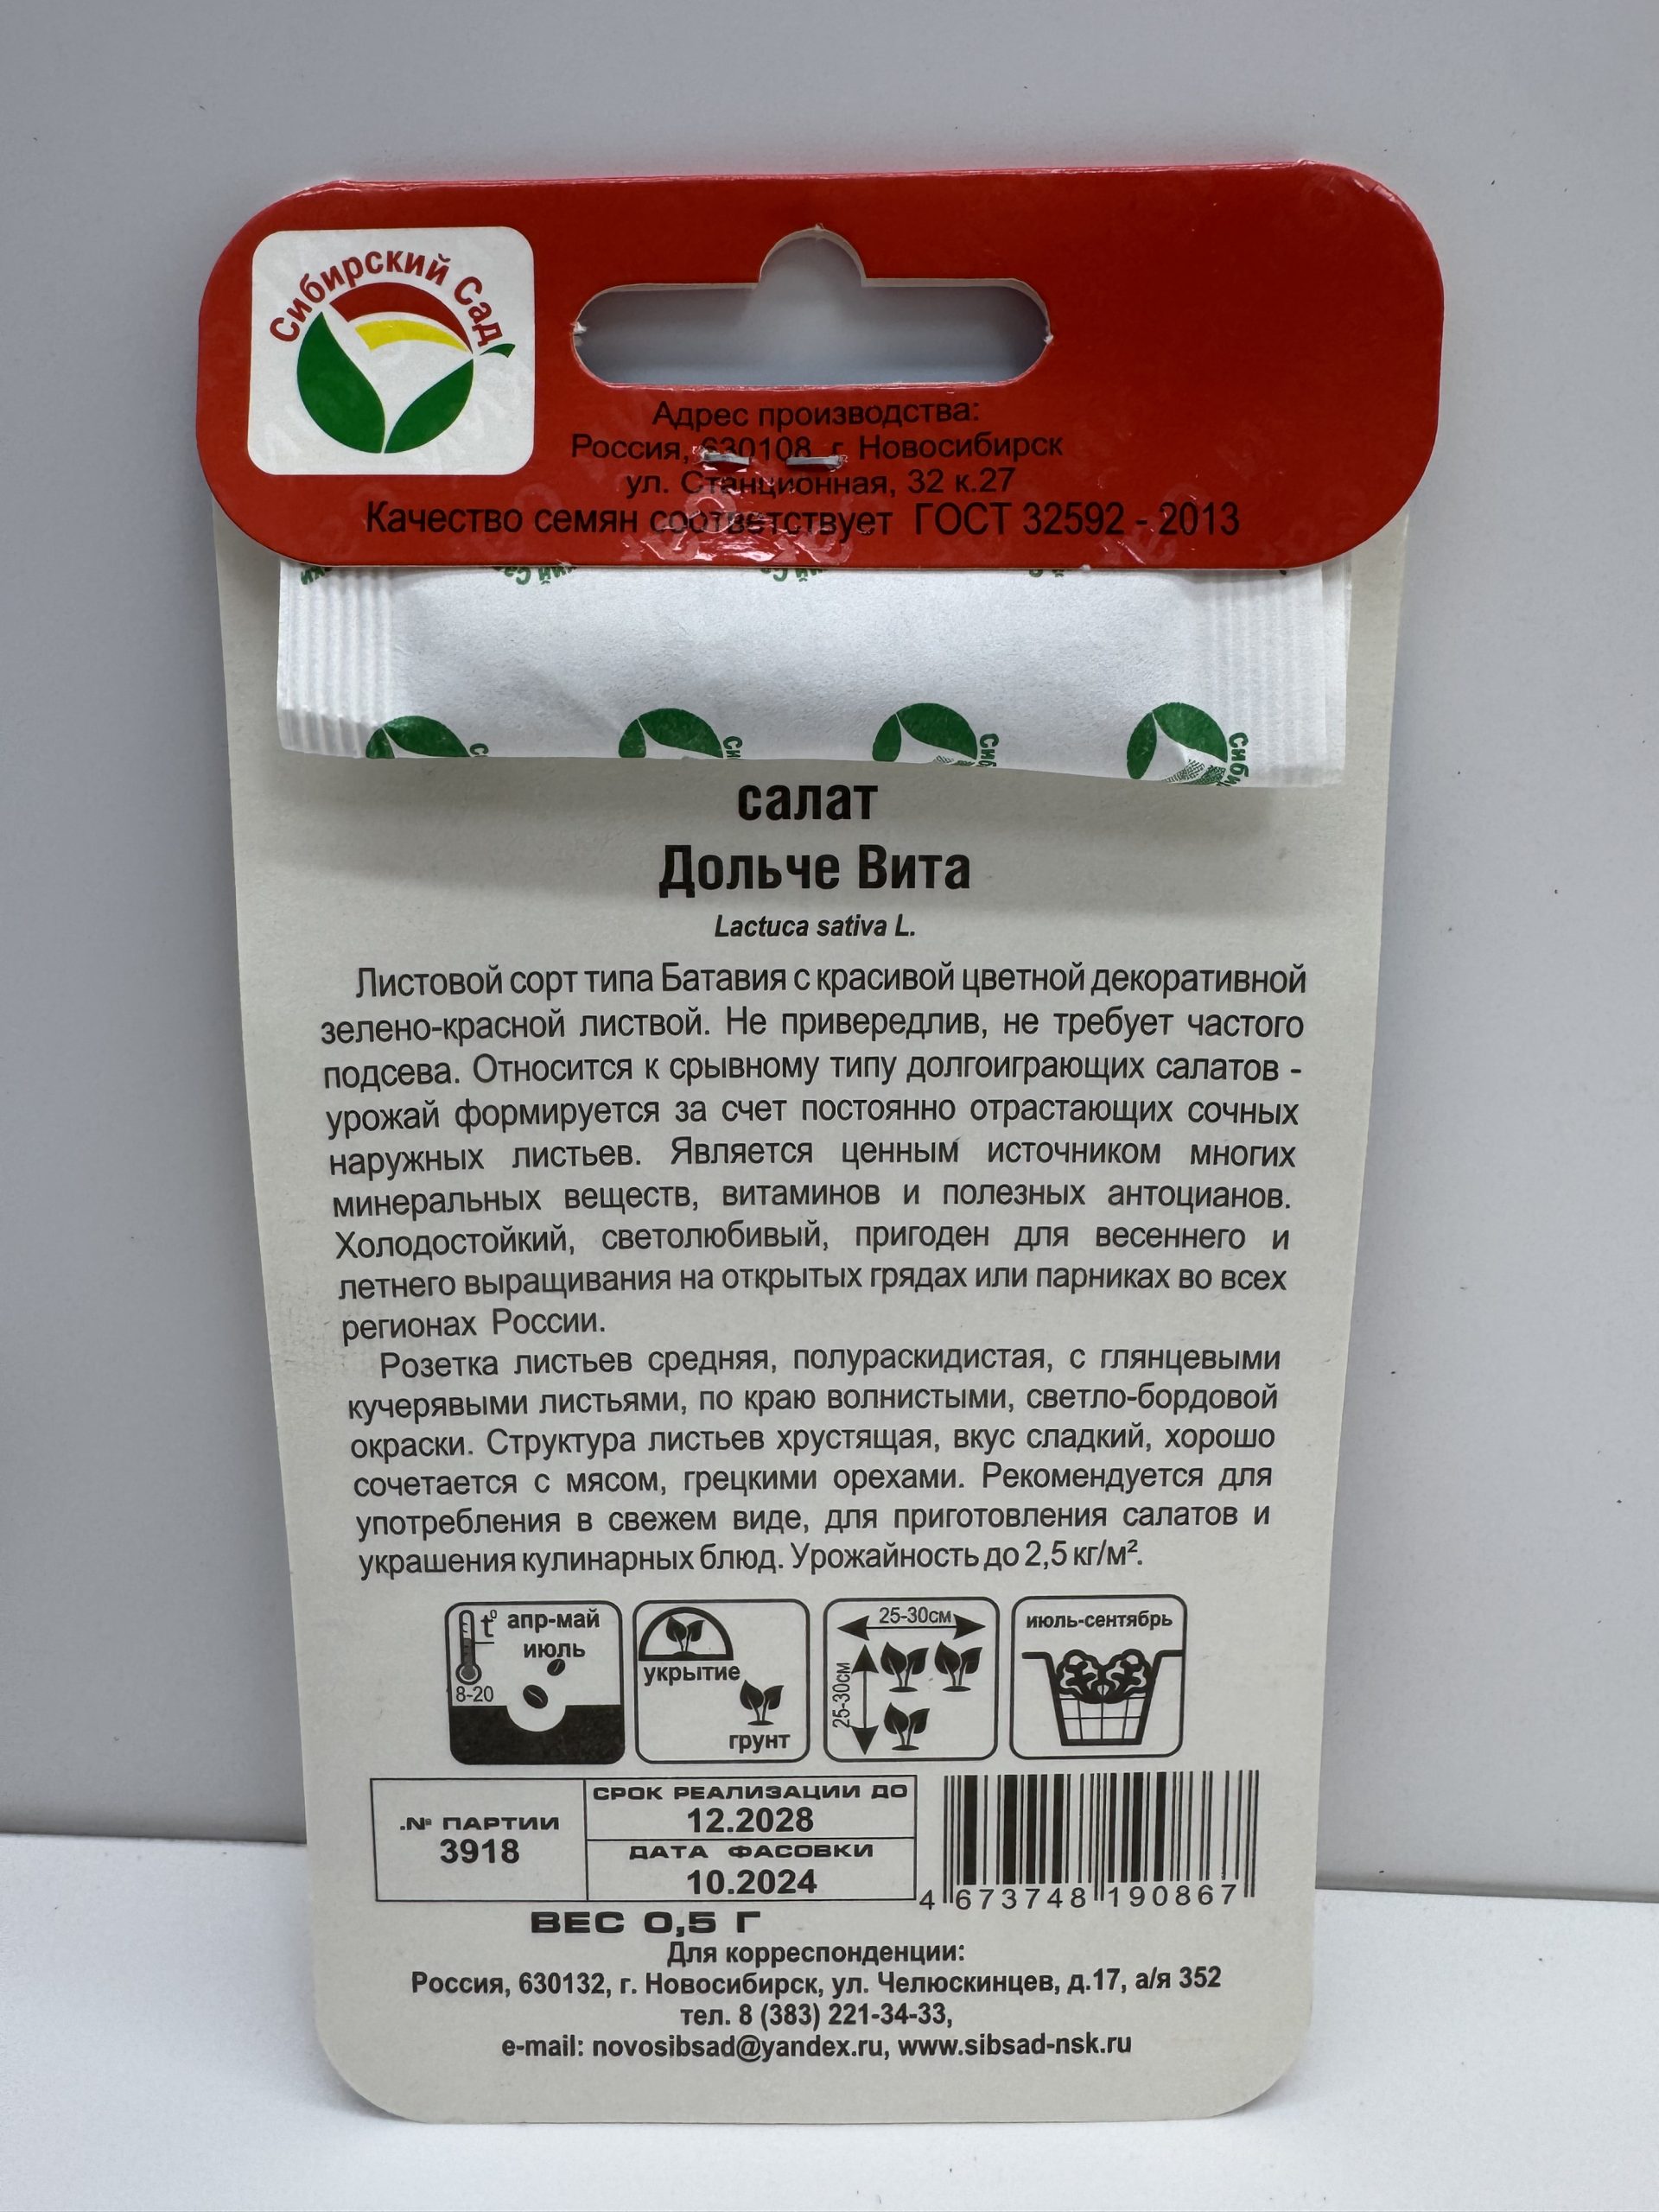 Сибирский Сад
Адрес производства:
Россия, 630108 г. Новосибирск
ул. Станционная, 32 к.27
Качество семян соответствует ГОСТ 32592 - 2013
салат
Дольче Вита
Lactuca sativa L.
Листовой сорт типа Батавия с красивой цветной декоративной
зелено-красной листвой. Не привередлив, не требует частого
подсева. Относится к срывному типу долгоиграющих салатов -
урожай формируется за счет постоянно отрастающих сочных
наружных листьев. Является ценным источником многих
минеральных веществ, витаминов и полезных антоцианов.
Холодостойкий, светолюбивый, пригоден для весеннего и
летнего выращивания на открытых грядах или парниках во всех
регионах России.
Розетка листьев средняя, полураскидистая, с глянцевыми
кучерявыми листьями, по краю волнистыми, светло-бордовой
окраски. Структура листьев хрустящая, вкус сладкий, хорошо
сочетается с мясом, грецкими орехами. Рекомендуется для
употребления в свежем виде, для приготовления салатов и
украшения кулинарных блюд. Урожайность до 2,5 кг/м².
t⁰ апр-май
июль
8-20
укрытие
грунт
25-30см
25-30см
июль-сентябрь
№ ПАРТИИ
3918
СРОК РЕАЛИЗАЦИИ ДО
12.2028
ДАТА ФАСОВКИ
10.2024
4 673748 190867
ВЕС 0,5 Г
Для корреспонденции:
Россия, 630132, г. Новосибирск, ул. Челюскинцев, д.17, а/я 352
тел. 8 (383) 221-34-33,
e-mail: novosibsad@yandex.ru, www.sibsad-nsk.ru